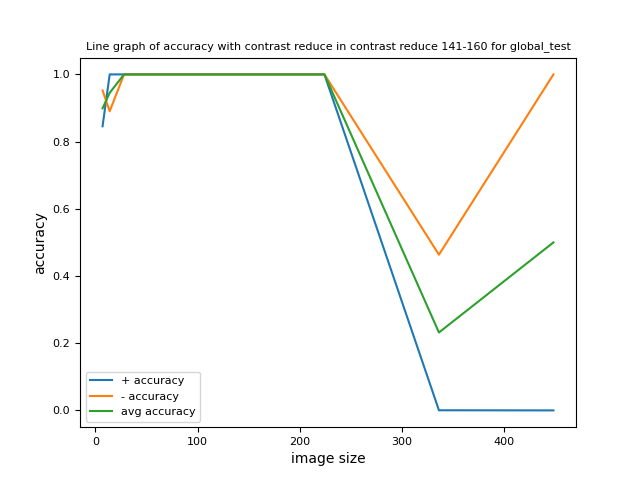 Line graph of accuracy with contrast reduce in contrast reduce 141-160 for global_test
1.0
0.8
0.6
0.4
0.2
0.0
accuracy
+ accuracy
- accuracy
avg accuracy
0 100 200 300 400
image size